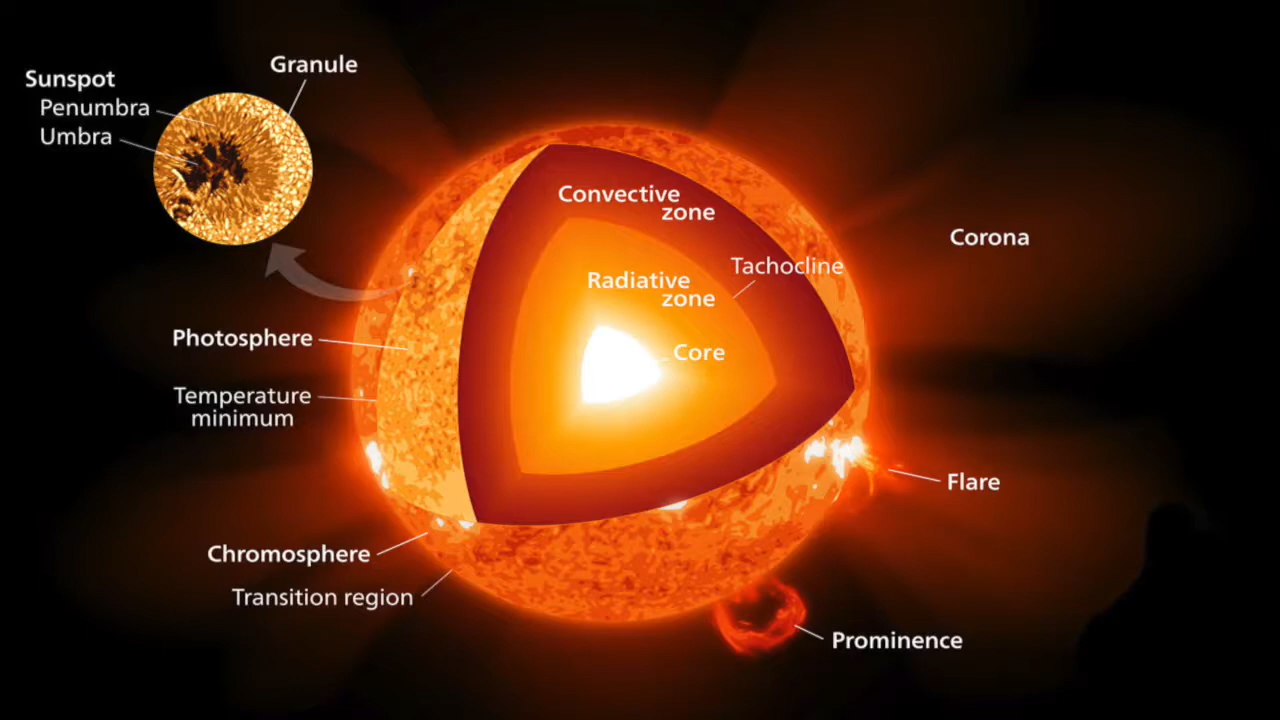 Granule
Sunspot
Penumbra
Umbra
Convective
zone
Corona
Tachocline
Radiative
zone
Photosphere
Core
Temperature
minimum
Flare
Chromosphere
Transition region
Prominence